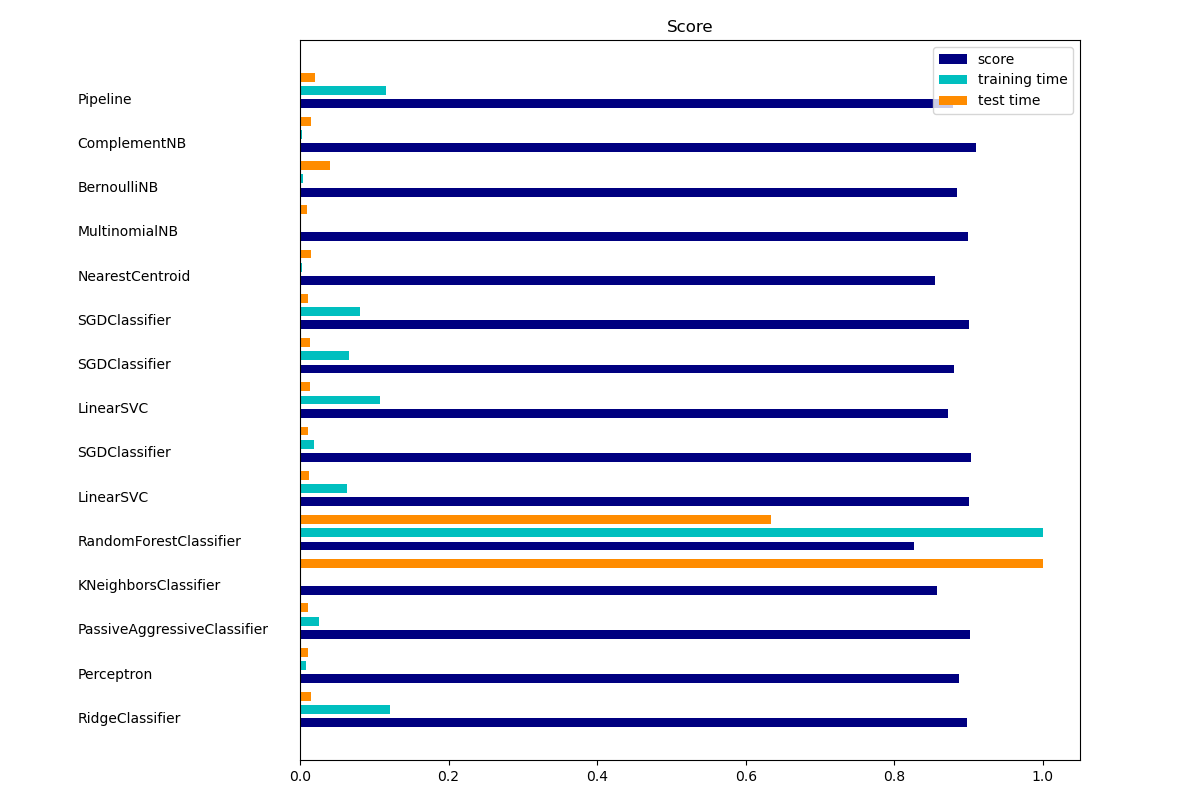 Score
score
training time
test time
Pipeline
ComplementNB
BernoulliNB
MultinomialNB
NearestCentroid
SGDClassifier
SGDClassifier
LinearSVC
SGDClassifier
LinearSVC
RandomForestClassifier
KNeighborsClassifier
PassiveAggressiveClassifier
Perceptron
RidgeClassifier
0.0 0.2 0.4 0.6 0.8 1.0